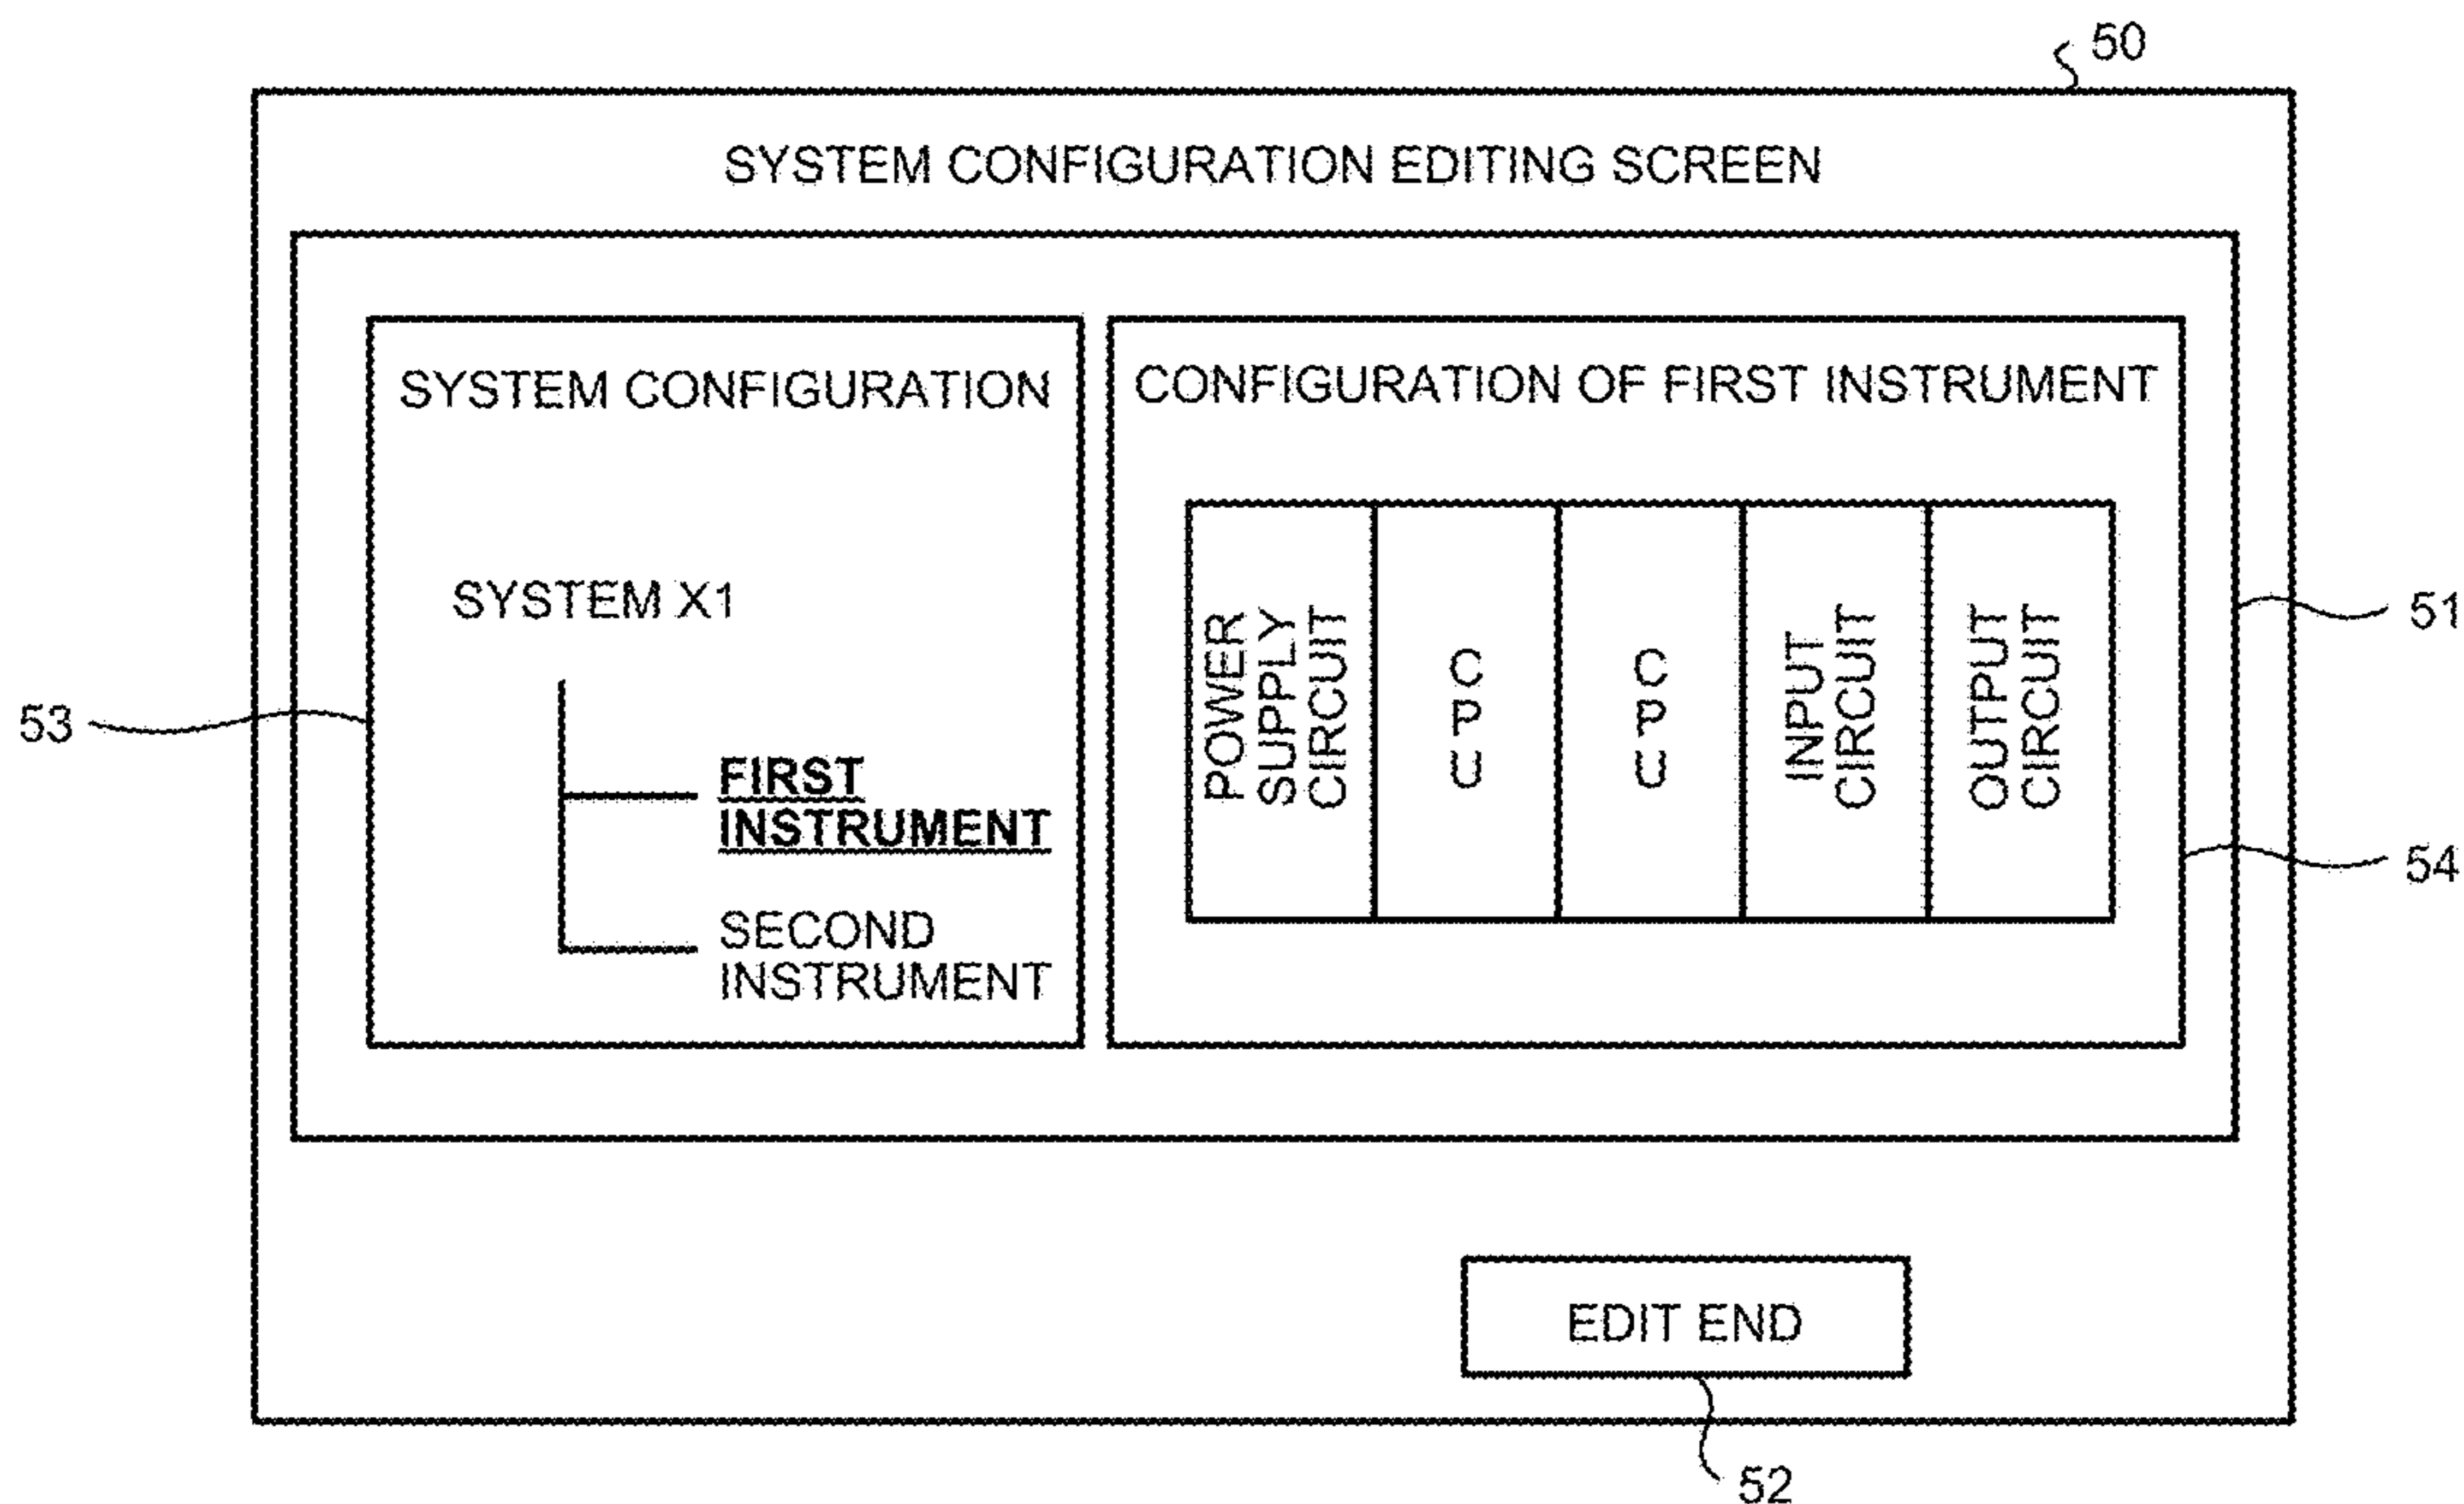 50
SYSTEM CONFIGURATION EDITING SCREEN
SYSTEM CONFIGURATION
SYSTEM X1
FIRST
INSTRUMENT
SECOND
INSTRUMENT
CONFIGURATION OF FIRST INSTRUMENT
POWER
SUPPLY
CIRCUIT
CPU
CPU
INPUT
CIRCUIT
OUTPUT
CIRCUIT
51
53
54
EDIT END
52